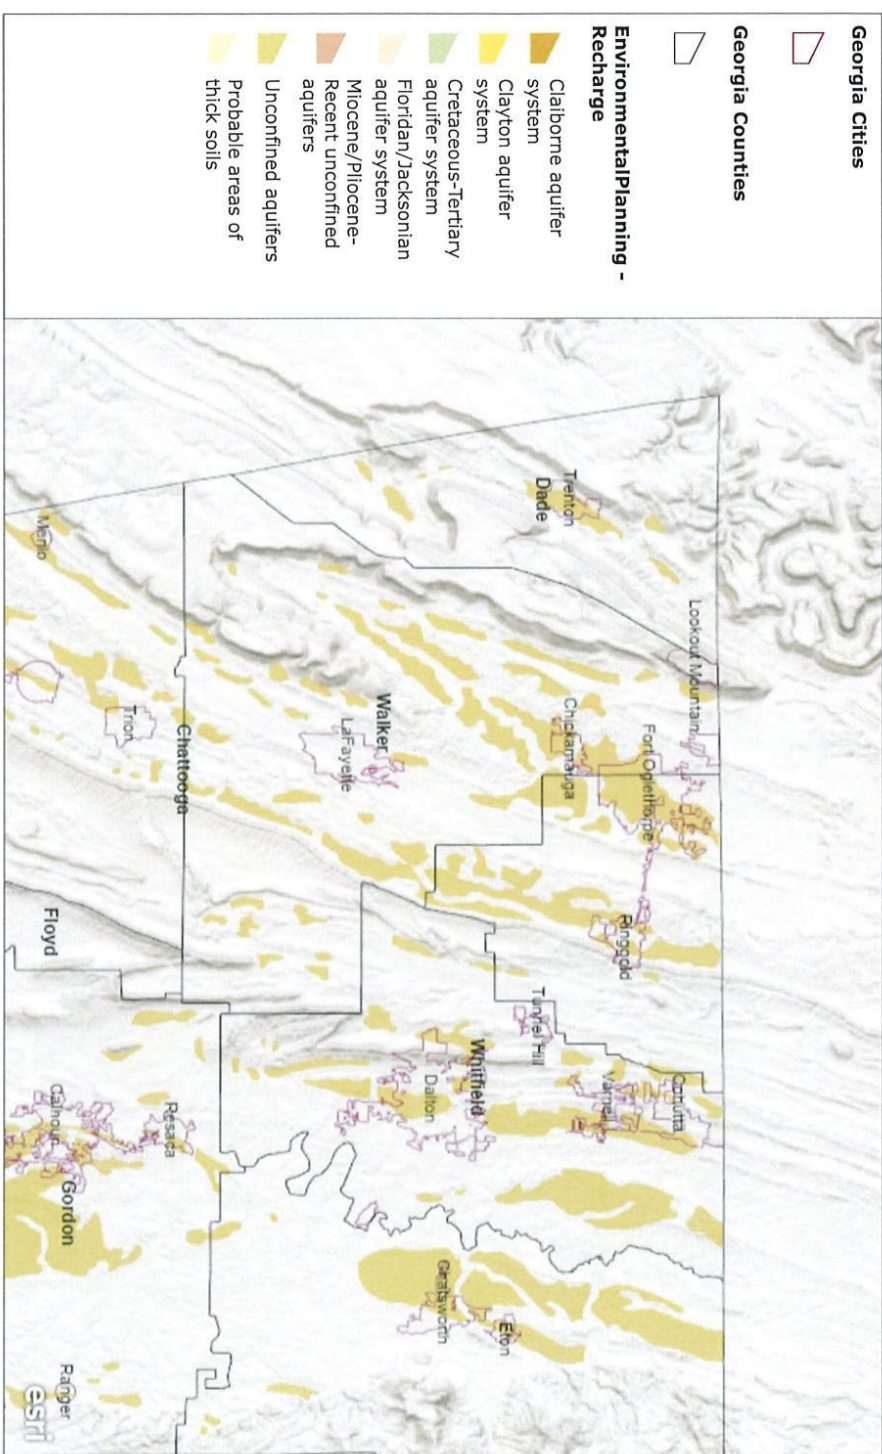 Georgia Cities
Georgia Counties
EnvironmentalPlanning -
Recharge
Claiborne aquifer
system
Clayton aquifer
system
Cretaceous-Tertiary
aquifer system
Floridan/Jacksonian
aquifer system
Miocene/Pliocene-
Recent unconfined
aquifers
Unconfined aquifers
Probable areas of
thick soils
Lookout Mountain
Fort Oglethorpe
Ringgold
Cohutta
Varnell
Tunnel Hill
Trenton
Dade
Chickamauga
Whitfield
Dalton
Eton
Chatsworth
Walker
LaFayette
Chattooga
Trion
Menlo
Floyd
Resaca
Calhoun
Gordon
Ranger
esri